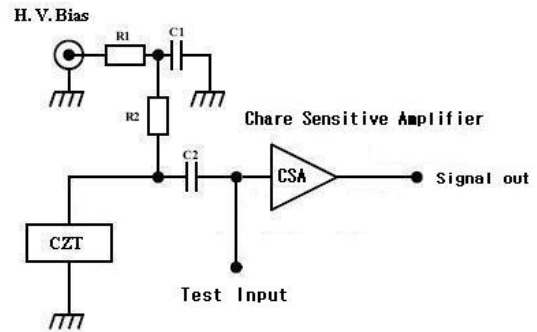 H. V. Bias
R1
C1
R2
Chare Sensitive Amplifier
C2
CSA
Signal out
CZT
Test Input